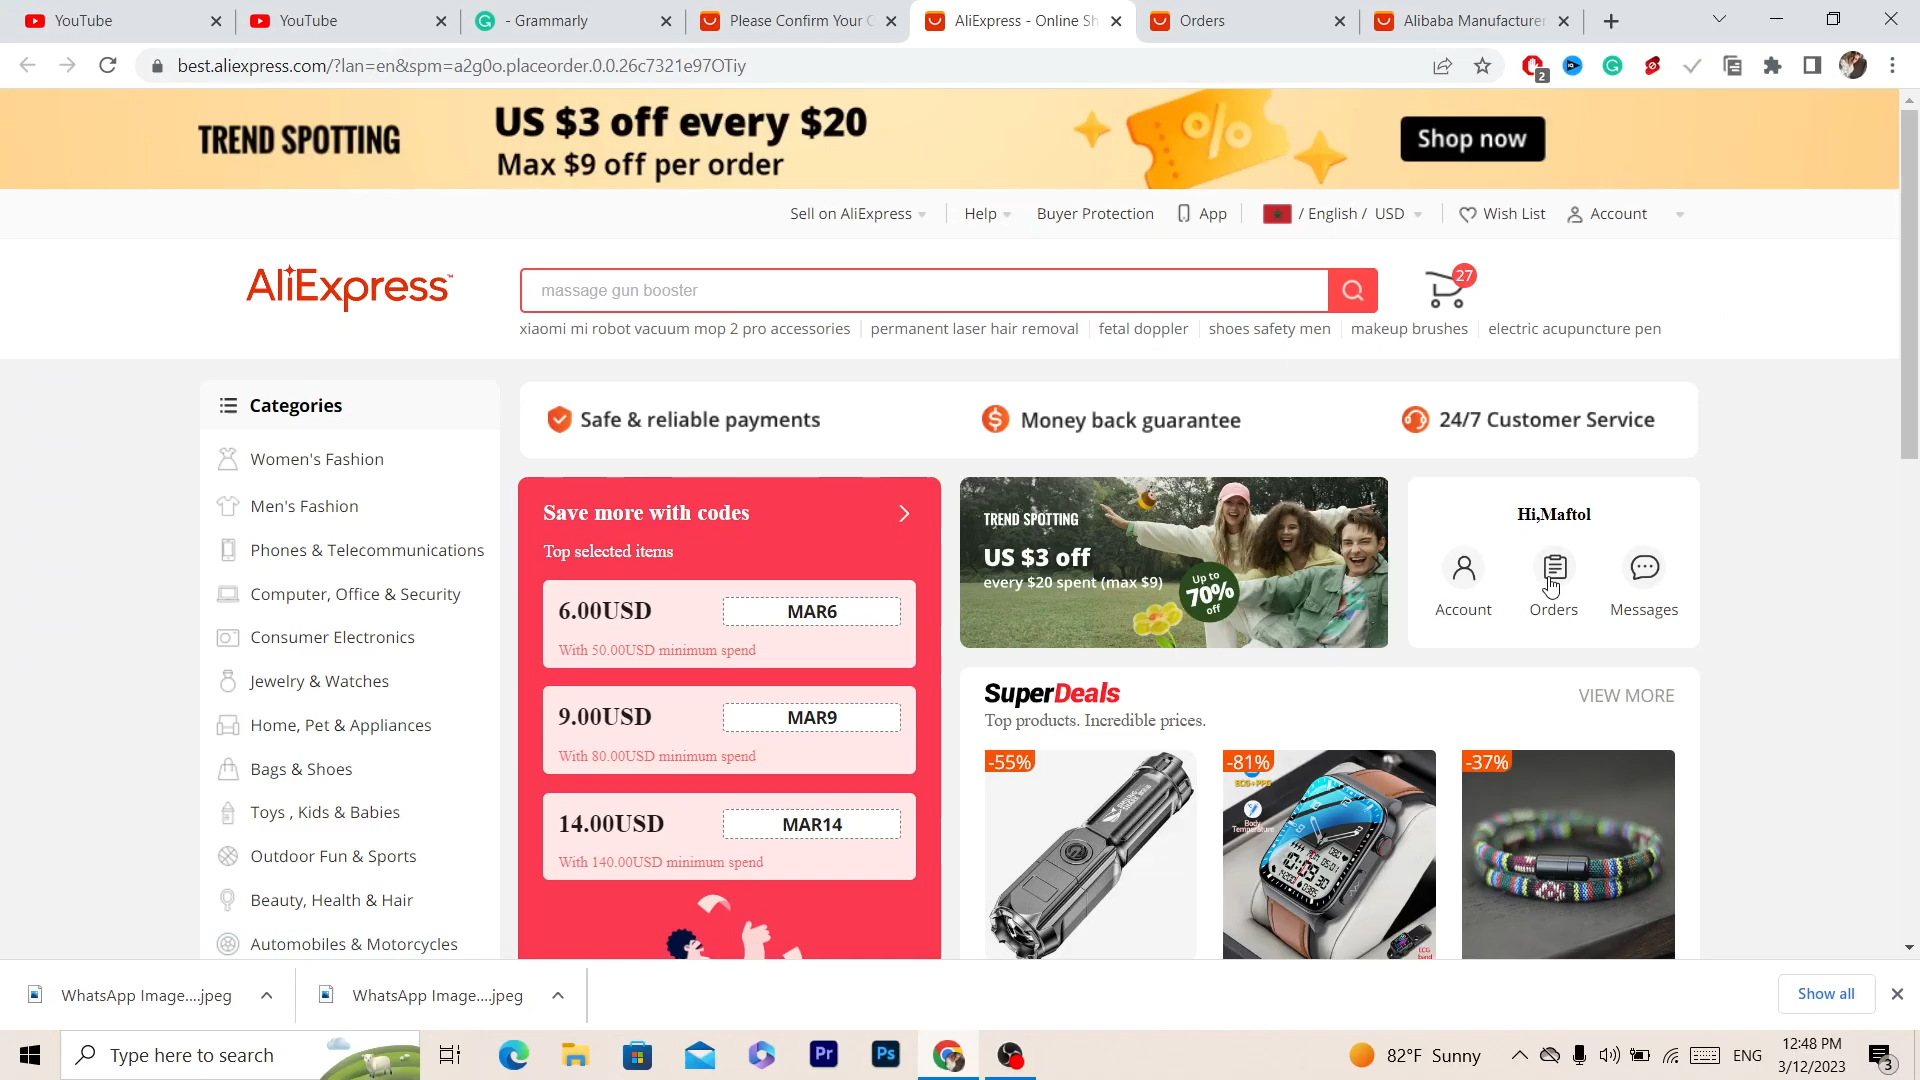 YouTube
YouTube
- Grammarly
Please Confirm Your C
AliExpress - Online Sh
Orders
Alibaba Manufacturer
best.aliexpress.com/?lan=en&spm=a2g0o.placeorder.0.0.26c7321e97OTiy
2
TREND SPOTTING
US $3 off every $20
Max $9 off per order
%
Shop now
Sell on AliExpress
Help
Buyer Protection
App
/ English / USD
Wish List
Account
AliExpress
massage gun booster
27
xiaomi mi robot vacuum mop 2 pro accessories
permanent laser hair removal
fetal doppler
shoes safety men
makeup brushes
electric acupuncture pen
Categories
Women's Fashion
Men's Fashion
Phones & Telecommunications
Computer, Office & Security
Consumer Electronics
Jewelry & Watches
Home, Pet & Appliances
Bags & Shoes
Toys , Kids & Babies
Outdoor Fun & Sports
Beauty, Health & Hair
Automobiles & Motorcycles
Safe & reliable payments
Money back guarantee
24/7 Customer Service
Save more with codes
Top selected items
6.00USD
MAR6
With 50.00USD minimum spend
9.00USD
MAR9
With 80.00USD minimum spend
14.00USD
MAR14
With 140.00USD minimum spend
TREND SPOTTING
US $3 off
every $20 spent (max $9)
Up to
70%
off
Hi,Maftol
Account
Orders
Messages
SuperDeals
VIEW MORE
Top products. Incredible prices.
-55%
-81%
-37%
ECG+PPG
Body
Temperature
WhatsApp Image....jpeg
WhatsApp Image....jpeg
Show all
Type here to search
Pr
Ps
82°F Sunny
ENG
12:48 PM
3/12/2023
3